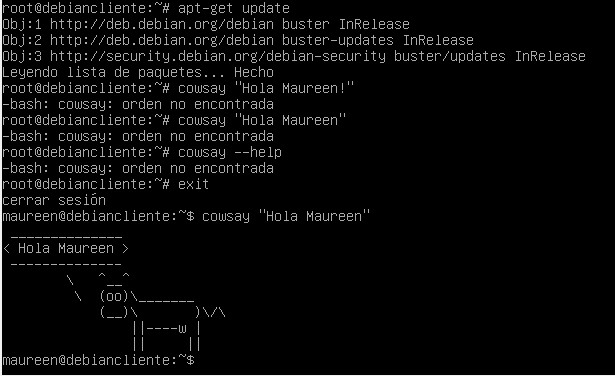 root@debiancliente:~# apt-get update
Obj:1 http://deb.debian.org/debian buster InRelease
Obj:2 http://deb.debian.org/debian buster-updates InRelease
Obj:3 http://security.debian.org/debian-security buster/updates InRelease
Leyendo lista de paquetes... Hecho
root@debiancliente:~# cowsay "Hola Maureen!"
-bash: cowsay: orden no encontrada
root@debiancliente:~# cowsay "Hola Maureen"
-bash: cowsay: orden no encontrada
root@debiancliente:~# cowsay --help
-bash: cowsay: orden no encontrada
root@debiancliente:~# exit
cerrar sesión
maureen@debiancliente:~$ cowsay "Hola Maureen"
 ______________
< Hola Maureen >
 --------------
        \   ^__^
         \  (oo)\_______
            (__)\       )\/\
                ||----w |
                ||     ||
maureen@debiancliente:~$